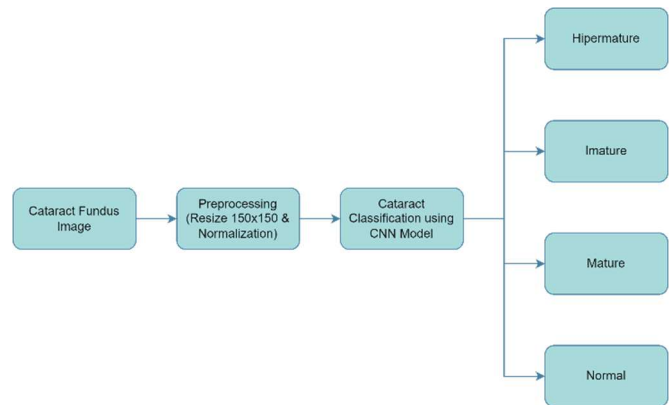 Cataract Fundus
Image
Preprocessing
(Resize 150x150 &
Normalization)
Cataract
Classification using
CNN Model
Hipermature
Imature
Mature
Normal